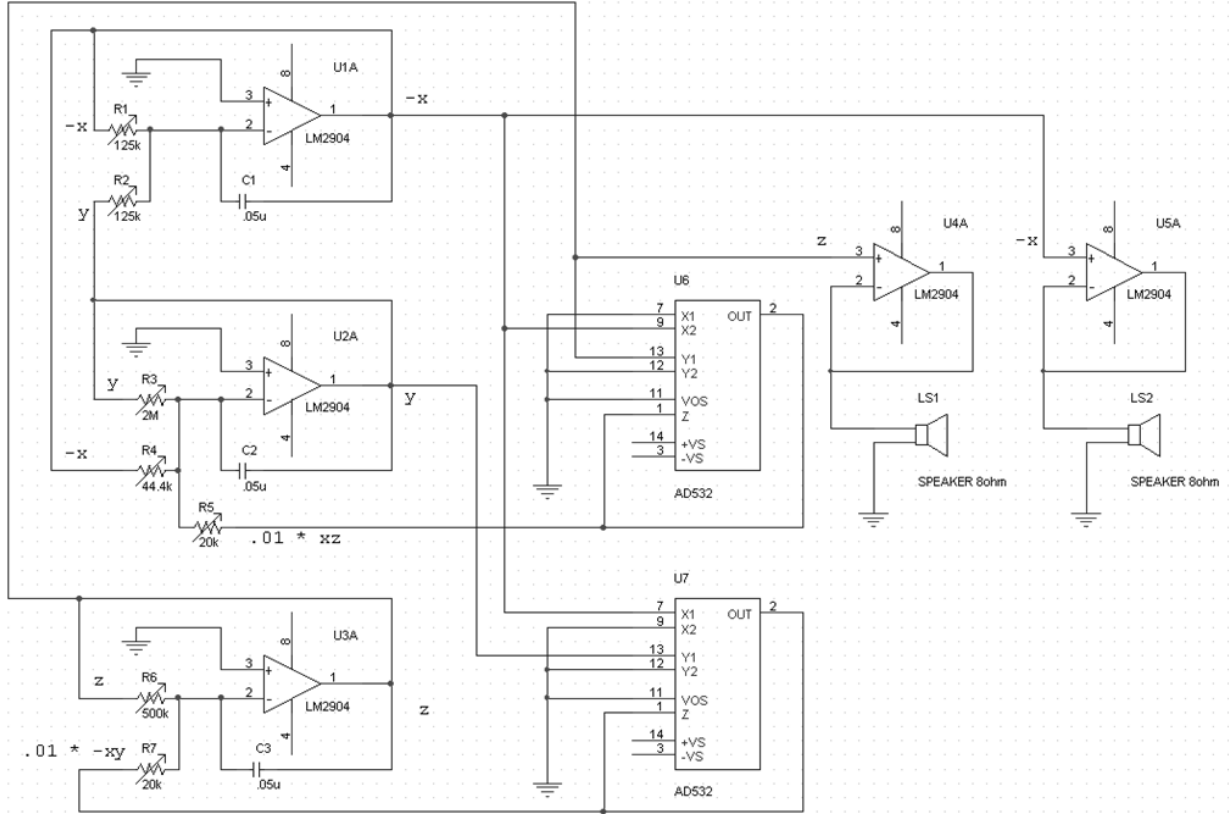 U1A
8
3
+
1
-x
R1
-x
2
-
LM2904
125k
4
R2
C1
y
125k
.05u
U4A
8
z
3
+
1
2
-
LM2904
4
U5A
8
-x
3
+
1
2
-
LM2904
4
U6
7 X1 OUT 2
9 X2
13 Y1
12 Y2
11 VOS
1 Z
14 +VS
3 -VS
AD532
U2A
8
3
+
1
y
R3
y
2
-
LM2904
2M
4
-x
R4
C2
44.4k
.05u
R5
20k
.01 * xz
LS1
SPEAKER 8ohm
LS2
SPEAKER 8ohm
U7
7 X1 OUT 2
9 X2
13 Y1
12 Y2
11 VOS
1 Z
14 +VS
3 -VS
AD532
U3A
8
3
+
1
z
R6
2
-
LM2904
z
500k
4
.01 * -xy
R7
C3
20k
.05u